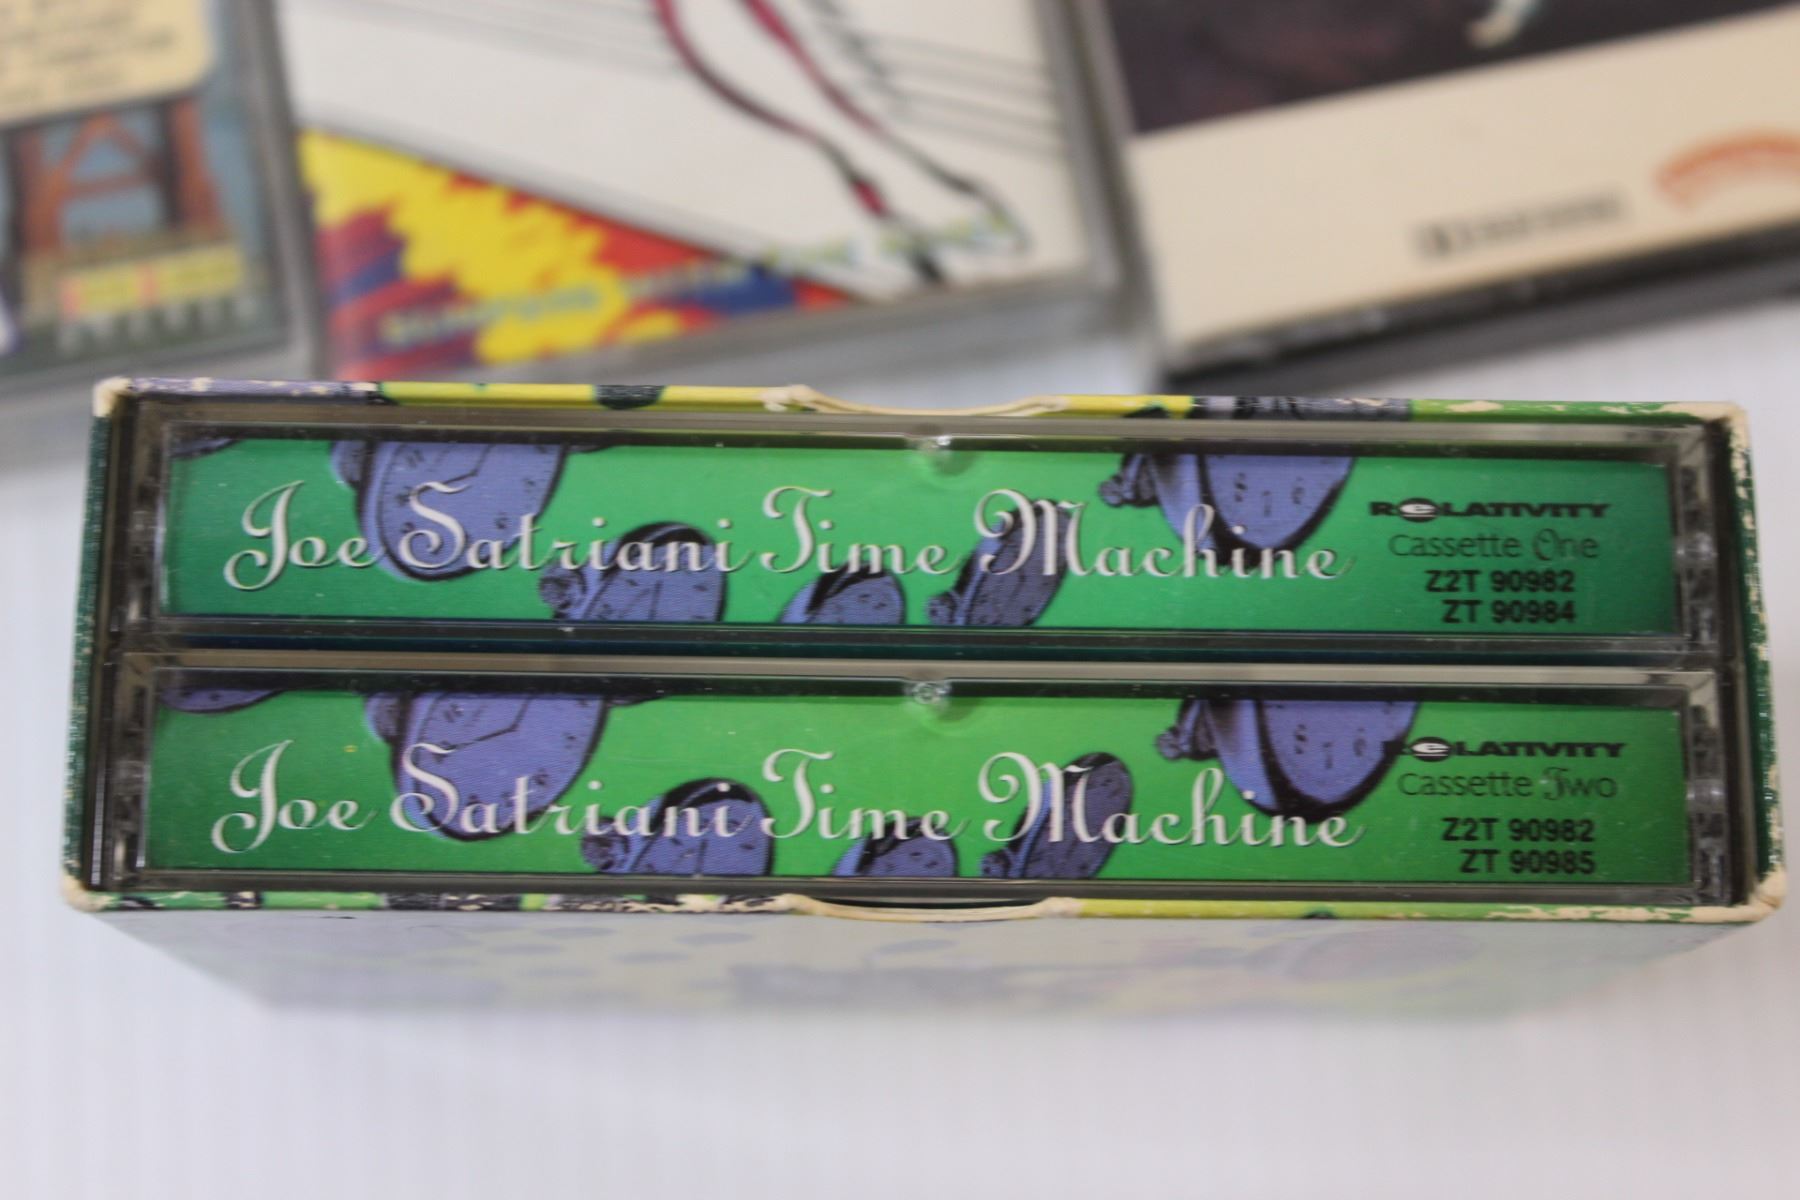 Joe Satriani Time Machine
RELATIVITY
Cassette One
Z2T 90982
ZT 90984
Joe Satriani Time Machine
RELATIVITY
Cassette Two
Z2T 90982
ZT 90985